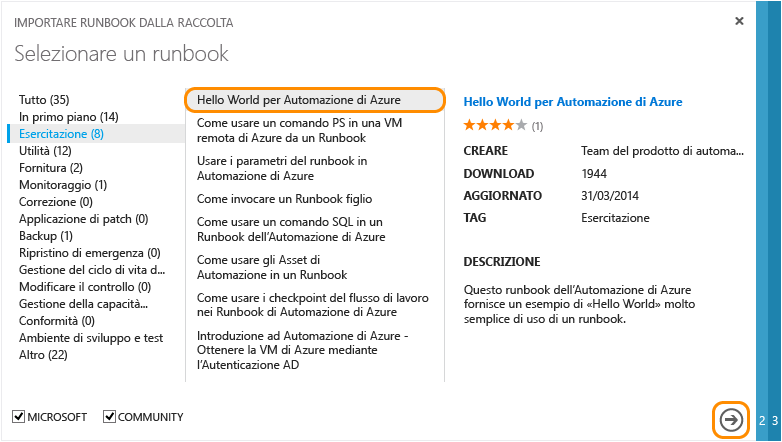 IMPORTARE RUNBOOK DALLA RACCOLTA
Selezionare un runbook
Tutto (35)
In primo piano (14)
Esercitazione (8)
Utilità (12)
Fornitura (2)
Monitoraggio (1)
Correzione (0)
Applicazione di patch (0)
Backup (1)
Ripristino di emergenza (0)
Gestione del ciclo di vita d...
Modificare il controllo (0)
Gestione della capacità...
Conformità (0)
Ambiente di sviluppo e test
Altro (22)
Hello World per Automazione di Azure
Come usare un comando PS in una VM
remota di Azure da un Runbook
Usare i parametri del runbook in
Automazione di Azure
Come invocare un Runbook figlio
Come usare un comando SQL in un
Runbook dell'Automazione di Azure
Come usare gli Asset di
Automazione in un Runbook
Come usare i checkpoint del flusso di lavoro
nei Runbook di Automazione di Azure
Introduzione ad Automazione di Azure -
Ottenere la VM di Azure mediante
l'Autenticazione AD
Hello World per Automazione di Azure
(1)
CREARE Team del prodotto di automa...
DOWNLOAD 1944
AGGIORNATO 31/03/2014
TAG Esercitazione
DESCRIZIONE
Questo runbook dell'Automazione di Azure
fornisce un esempio di «Hello World» molto
semplice di uso di un runbook.
MICROSOFT COMMUNITY
2 3